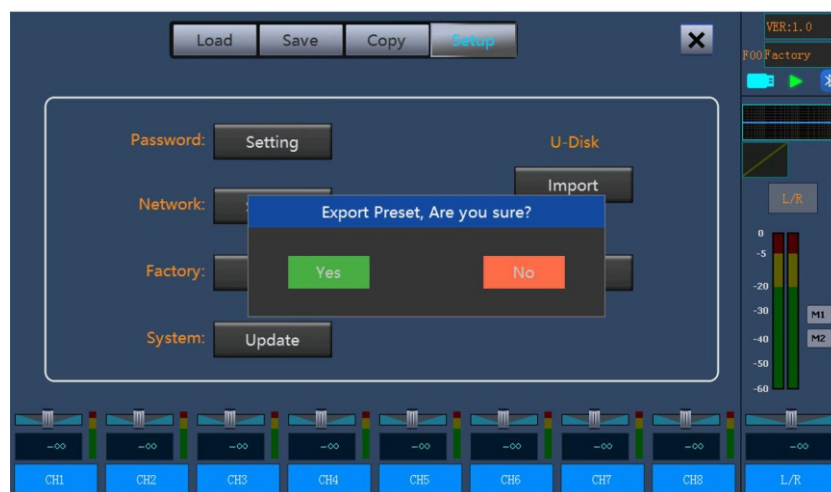 Load Save Copy Setup
VER:1.0
F00 Factory
Password: Setting
U-Disk
Import
Network:
L/R
Export Preset, Are you sure?
Yes No
Factory:
System: Update
0
-5
-20
-30
-40
-50
-60
M1
M2
-∞ -∞ -∞ -∞ -∞ -∞ -∞ -∞ -∞
CH1 CH2 CH3 CH4 CH5 CH6 CH7 CH8 L/R